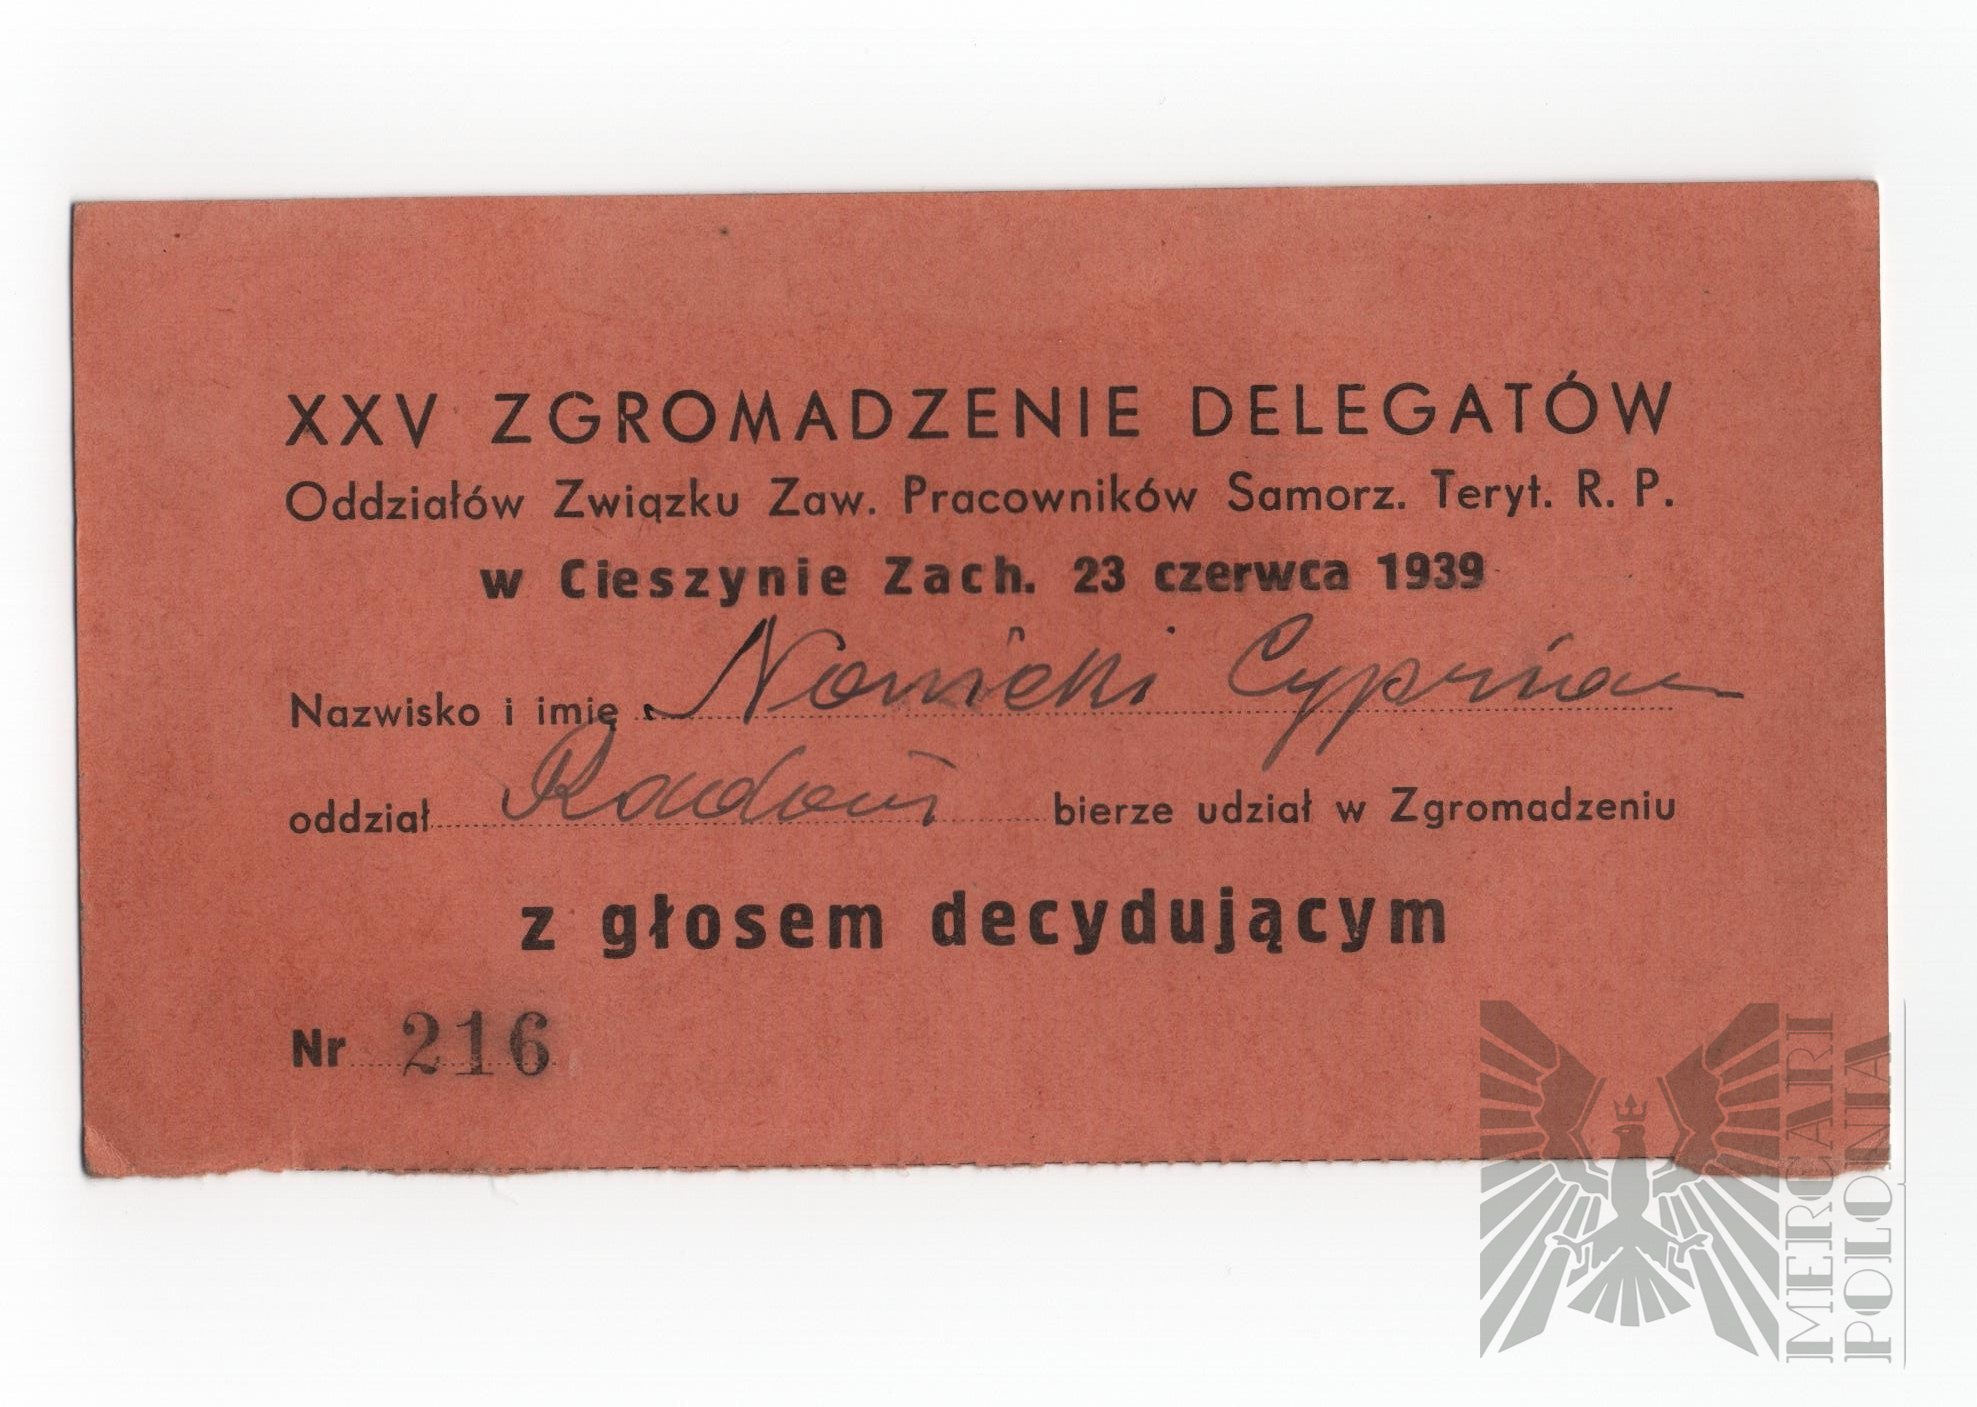 XXV ZGROMADZENIE DELEGATÓW
Oddziałów Związku Zaw. Pracowników Samorz. Teryt. R. P.
w Cieszynie Zach. 23 czerwca 1939
Nazwisko i imię Nowicki Cyprian
oddział Radom bierze udział w Zgromadzeniu
z głosem decydującym
Nr 216
MERCARI
POLONIA